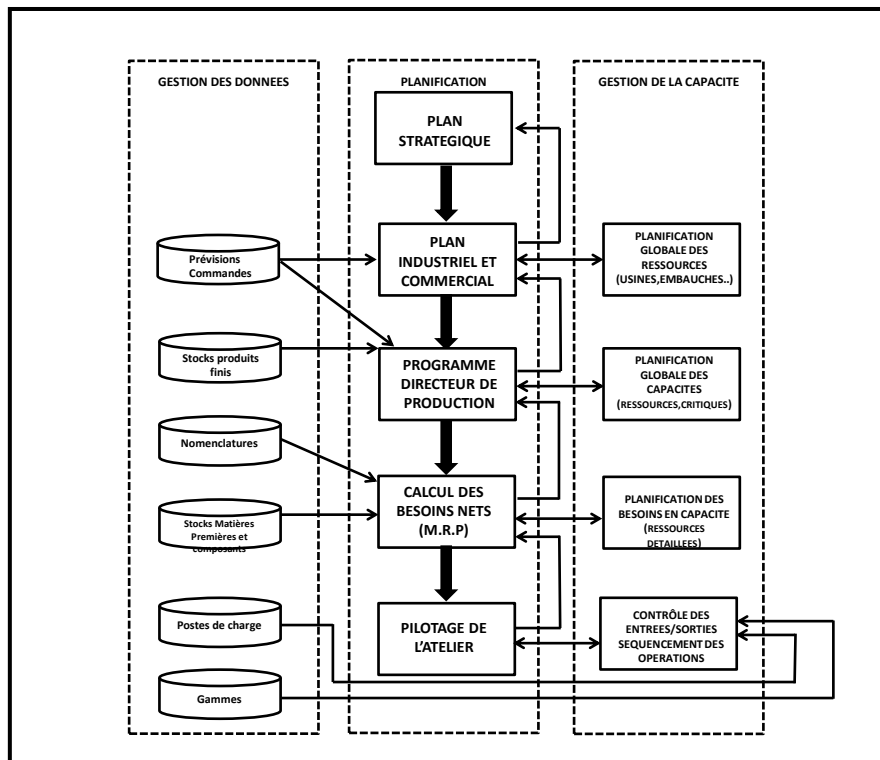 GESTION DES DONNEES
Prévisions
Commandes
Stocks produits
finis
Nomenclatures
Stocks Matières
Premières et
composants
Postes de charge
Gammes
PLANIFICATION
PLAN
STRATEGIQUE
PLAN
INDUSTRIEL ET
COMMERCIAL
PROGRAMME
DIRECTEUR DE
PRODUCTION
CALCUL DES
BESOINS NETS
(M.R.P)
PILOTAGE DE
L'ATELIER
GESTION DE LA CAPACITE
PLANIFICATION
GLOBALE DES
RESSOURCES
(USINES,EMBAUCHES..)
PLANIFICATION
GLOBALE DES
CAPACITES
(RESSOURCES,CRITIQUES)
PLANIFICATION DES
BESOINS EN CAPACITE
(RESSOURCES
DETAILLEES)
CONTRÔLE DES
ENTREES/SORTIES
SEQUENCEMENT DES
OPERATIONS